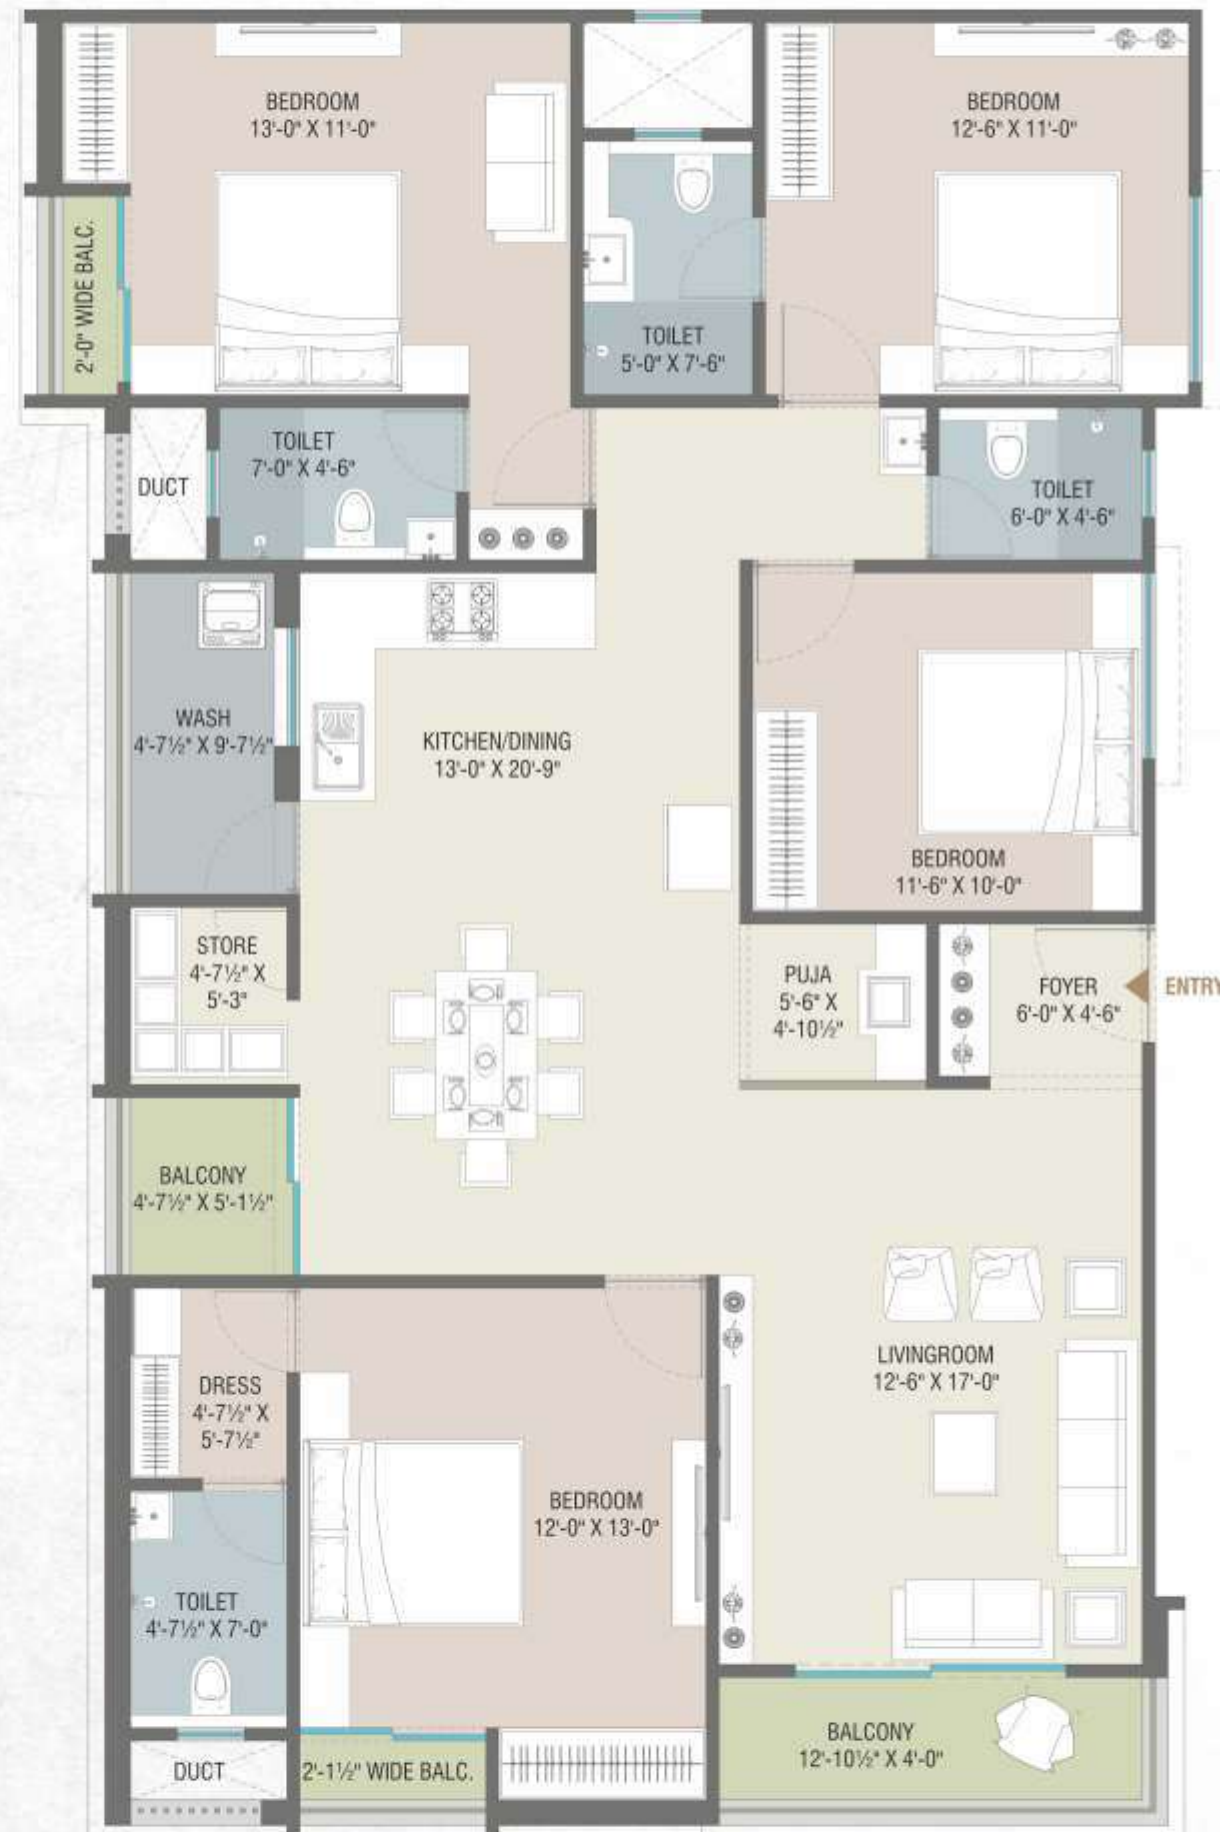 BEDROOM
13'-0" X 11'-0"
BEDROOM
12'-6" X 11'-0"
2'-0" WIDE BALC.
TOILET
5'-0" X 7'-6"
TOILET
7'-0" X 4'-6"
DUCT
TOILET
6'-0" X 4'-6"
WASH
4'-7½" X 9'-7½"
KITCHEN/DINING
13'-0" X 20'-9"
BEDROOM
11'-6" X 10'-0"
STORE
4'-7½" X
5'-3"
PUJA
5'-6" X
4'-10½"
FOYER
6'-0" X 4'-6"
ENTRY
BALCONY
4'-7½" X 5'-1½"
LIVINGROOM
12'-6" X 17'-0"
DRESS
4'-7½" X
5'-7½"
BEDROOM
12'-0" X 13'-0"
TOILET
4'-7½" X 7'-0"
BALCONY
12'-10½" X 4'-0"
DUCT
2'-1½" WIDE BALC.